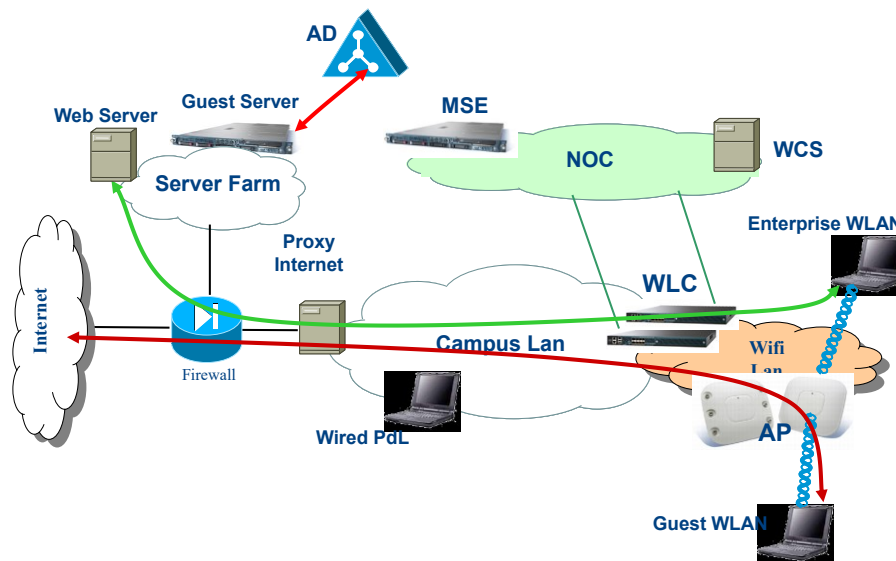 AD
Guest Server
MSE
Web Server
NOC
WCS
Server Farm
Enterprise WLAN
Proxy
Internet
WLC
Internet
Campus Lan
Wifi
Lan
Firewall
Wired PdL
AP
Guest WLAN